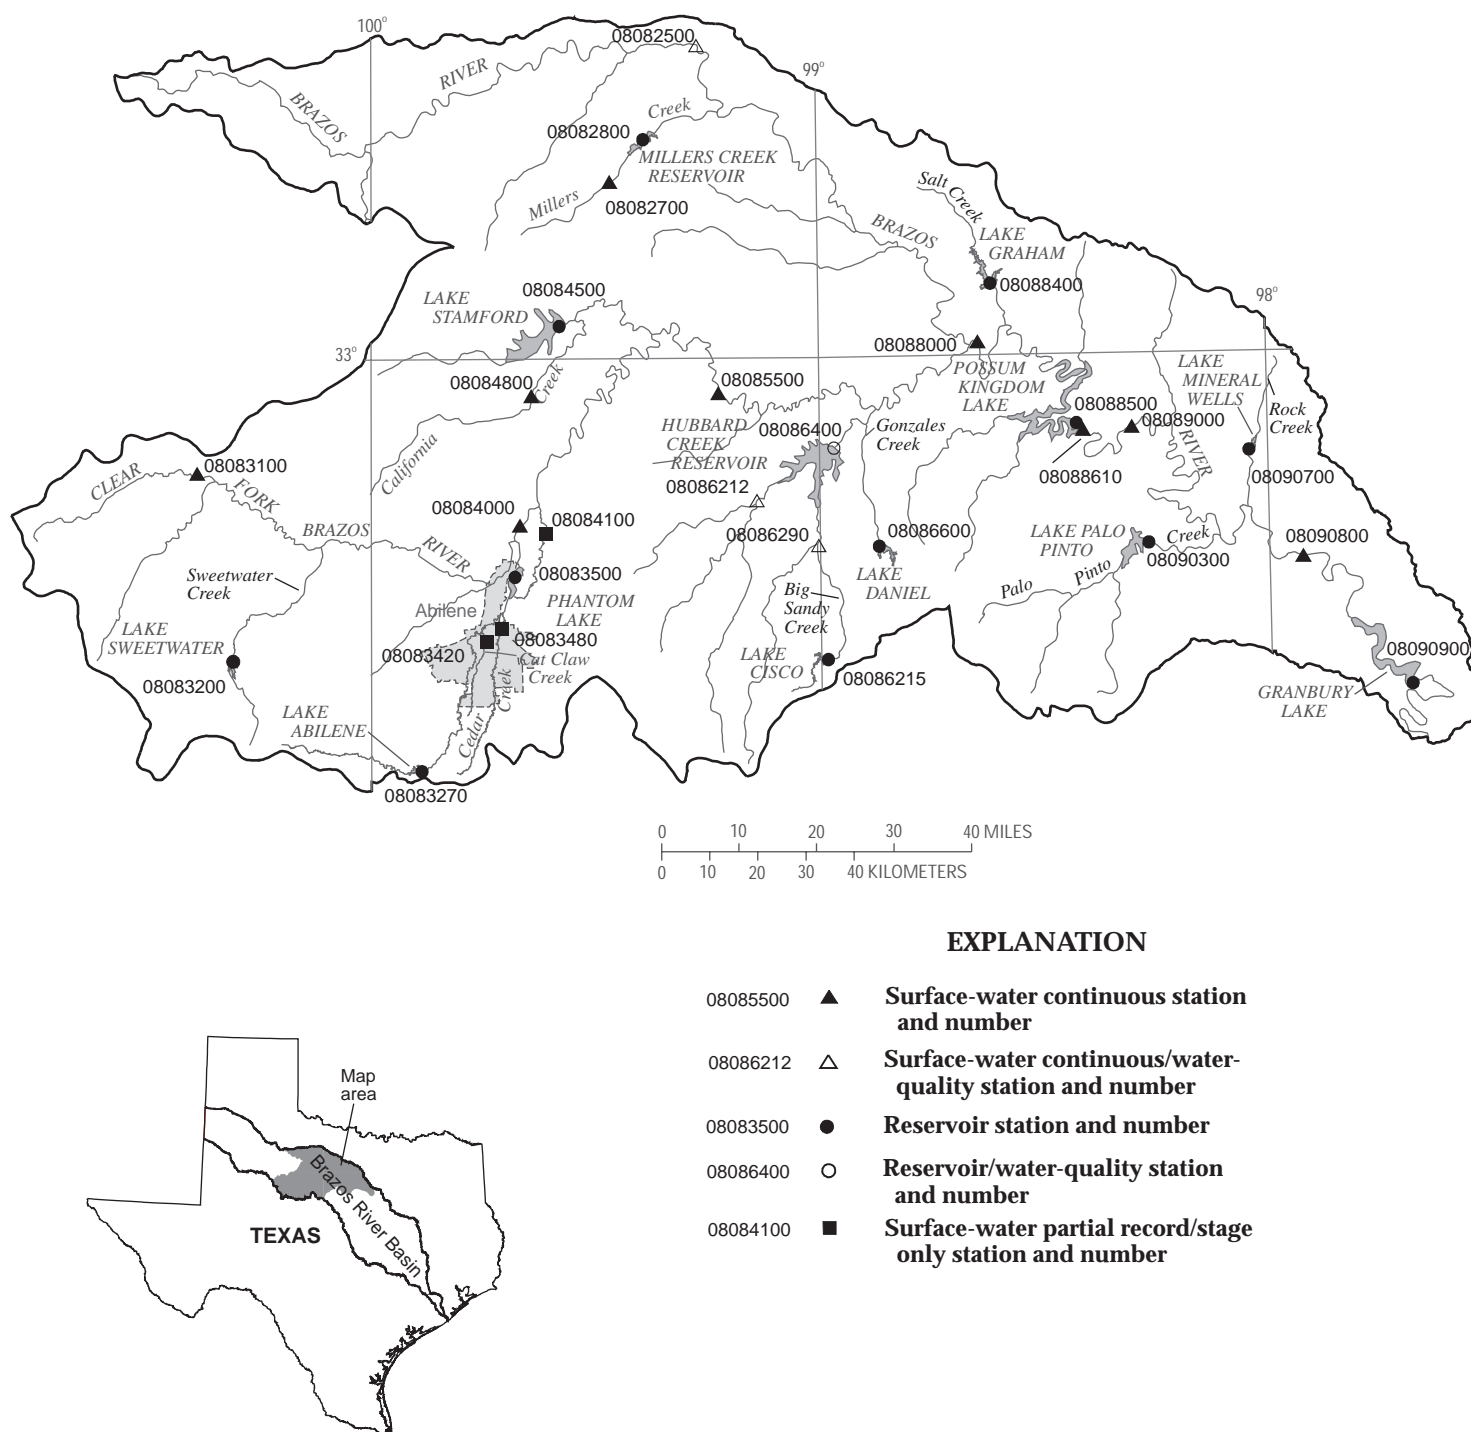 100°
08082500
99°
RIVER
BRAZOS
Creek
08082800
MILLERS CREEK
RESERVOIR
Millers
08082700
Salt Creek
BRAZOS
LAKE
GRAHAM
08088400
98°
08084500
LAKE
STAMFORD
33°
08088000
08084800
Creek
08085500
POSSUM
KINGDOM
LAKE
LAKE
MINERAL
WELLS
Rock
Creek
08088500
08089000
HUBBARD
CREEK
RESERVOIR
08086400
Gonzales
Creek
RIVER
08088610
08090700
California
CLEAR
08083100
FORK
08086212
BRAZOS
08084000
08084100
RIVER
08086290
08086600
LAKE PALO
PINTO
Creek
08090300
08090800
Sweetwater
Creek
08083500
LAKE
DANIEL
Palo
Pinto
Abilene
PHANTOM
LAKE
Big
Sandy
Creek
LAKE
SWEETWATER
08083480
08083420
Cat Claw
Creek
LAKE
CISCO
08086215
08090900
08083200
Creek
GRANBURY
LAKE
LAKE
ABILENE
Cedar
08083270
0 10 20 30 40 MILES
0 10 20 30 40 KILOMETERS
EXPLANATION
08085500 Surface-water continuous station
and number
08086212 Surface-water continuous/water-
quality station and number
08083500 Reservoir station and number
08086400 Reservoir/water-quality station
and number
08084100 Surface-water partial record/stage
only station and number
Map
area
Brazos River Basin
TEXAS